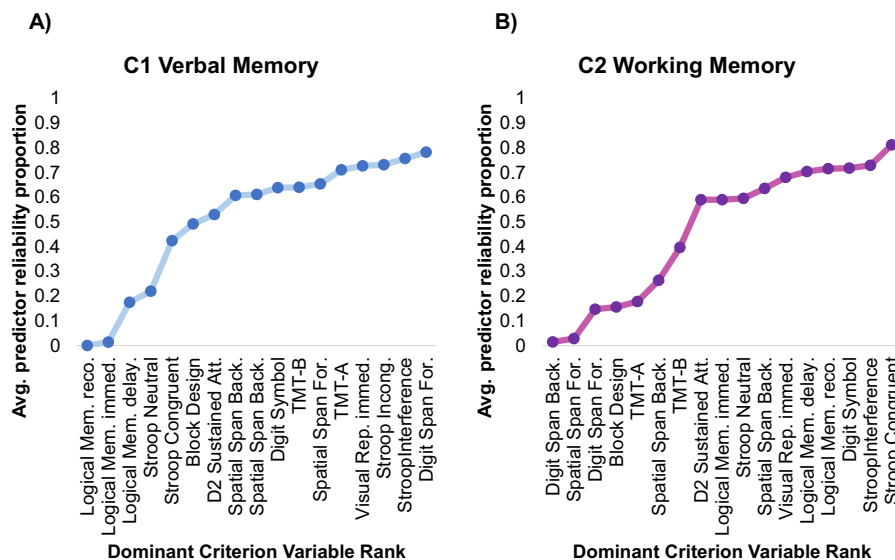 A)
C1 Verbal Memory
Avg. predictor reliability proportion
1
0.9
0.8
0.7
0.6
0.5
0.4
0.3
0.2
0.1
0
Logical Mem. reco.
Logical Mem. immed.
Logical Mem. delay.
Stroop Neutral
Stroop Congruent
Block Design
D2 Sustained Att.
Spatial Span Back.
Spatial Span Back.
Digit Symbol
TMT-B
Spatial Span For.
TMT-A
Visual Rep. immed.
Stroop Incong.
StroopInterference
Digit Span For.
Dominant Criterion Variable Rank
B)
C2 Working Memory
Avg. predictor reliability proportion
1
0.9
0.8
0.7
0.6
0.5
0.4
0.3
0.2
0.1
0
Digit Span Back.
Spatial Span For.
Digit Span For.
Block Design
TMT-A
Spatial Span Back.
TMT-B
D2 Sustained Att.
Logical Mem. immed.
Stroop Neutral
Spatial Span Back.
Visual Rep. immed.
Logical Mem. delay.
Logical Mem. reco.
Digit Symbol
StroopInterference
Stroop Congruent
Dominant Criterion Variable Rank